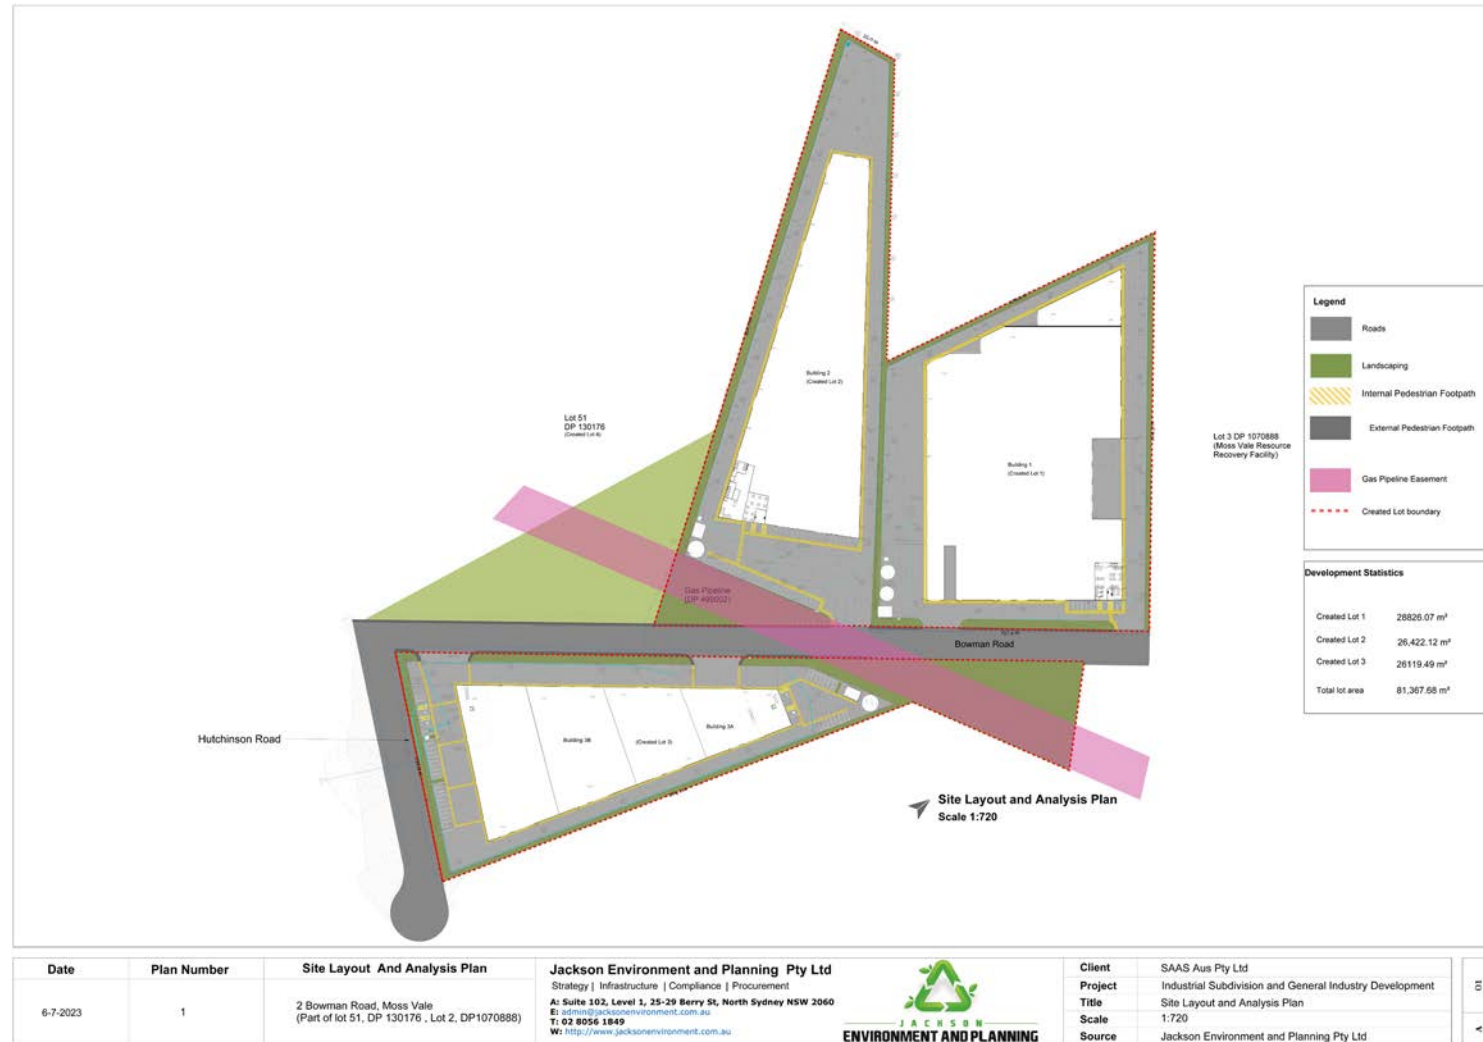 Building 2
(Created Lot 2)
Lot 51
DP 130176
(Created Lot 4)
Building 1
(Created Lot 1)
Lot 3 DP 1070888
(Moss Vale Resource
Recovery Facility)
Gas Pipeline
(DP 499002)
Bowman Road
Hutchinson Road
Building 3B
(Created Lot 3)
Building 3A
Site Layout and Analysis Plan
Scale 1:720
Legend
Roads
Landscaping
Internal Pedestrian Footpath
External Pedestrian Footpath
Gas Pipeline Easement
Created Lot boundary
Development Statistics
Created Lot 1 28826.07 m²
Created Lot 2 26,422.12 m²
Created Lot 3 26119.49 m²
Total lot area 81,367.68 m²
Date
6-7-2023
Plan Number
1
Site Layout And Analysis Plan
2 Bowman Road, Moss Vale
(Part of lot 51, DP 130176 , Lot 2, DP1070888)
Jackson Environment and Planning Pty Ltd
Strategy | Infrastructure | Compliance | Procurement
A: Suite 102, Level 1, 25-29 Berry St, North Sydney NSW 2060
E: admin@jacksonenvironment.com.au
T: 02 8056 1849
W: http://www.jacksonenvironment.com.au
JACKSON
ENVIRONMENT AND PLANNING
Client SAAS Aus Pty Ltd
Project Industrial Subdivision and General Industry Development
Title Site Layout and Analysis Plan
Scale 1:720
Source Jackson Environment and Planning Pty Ltd